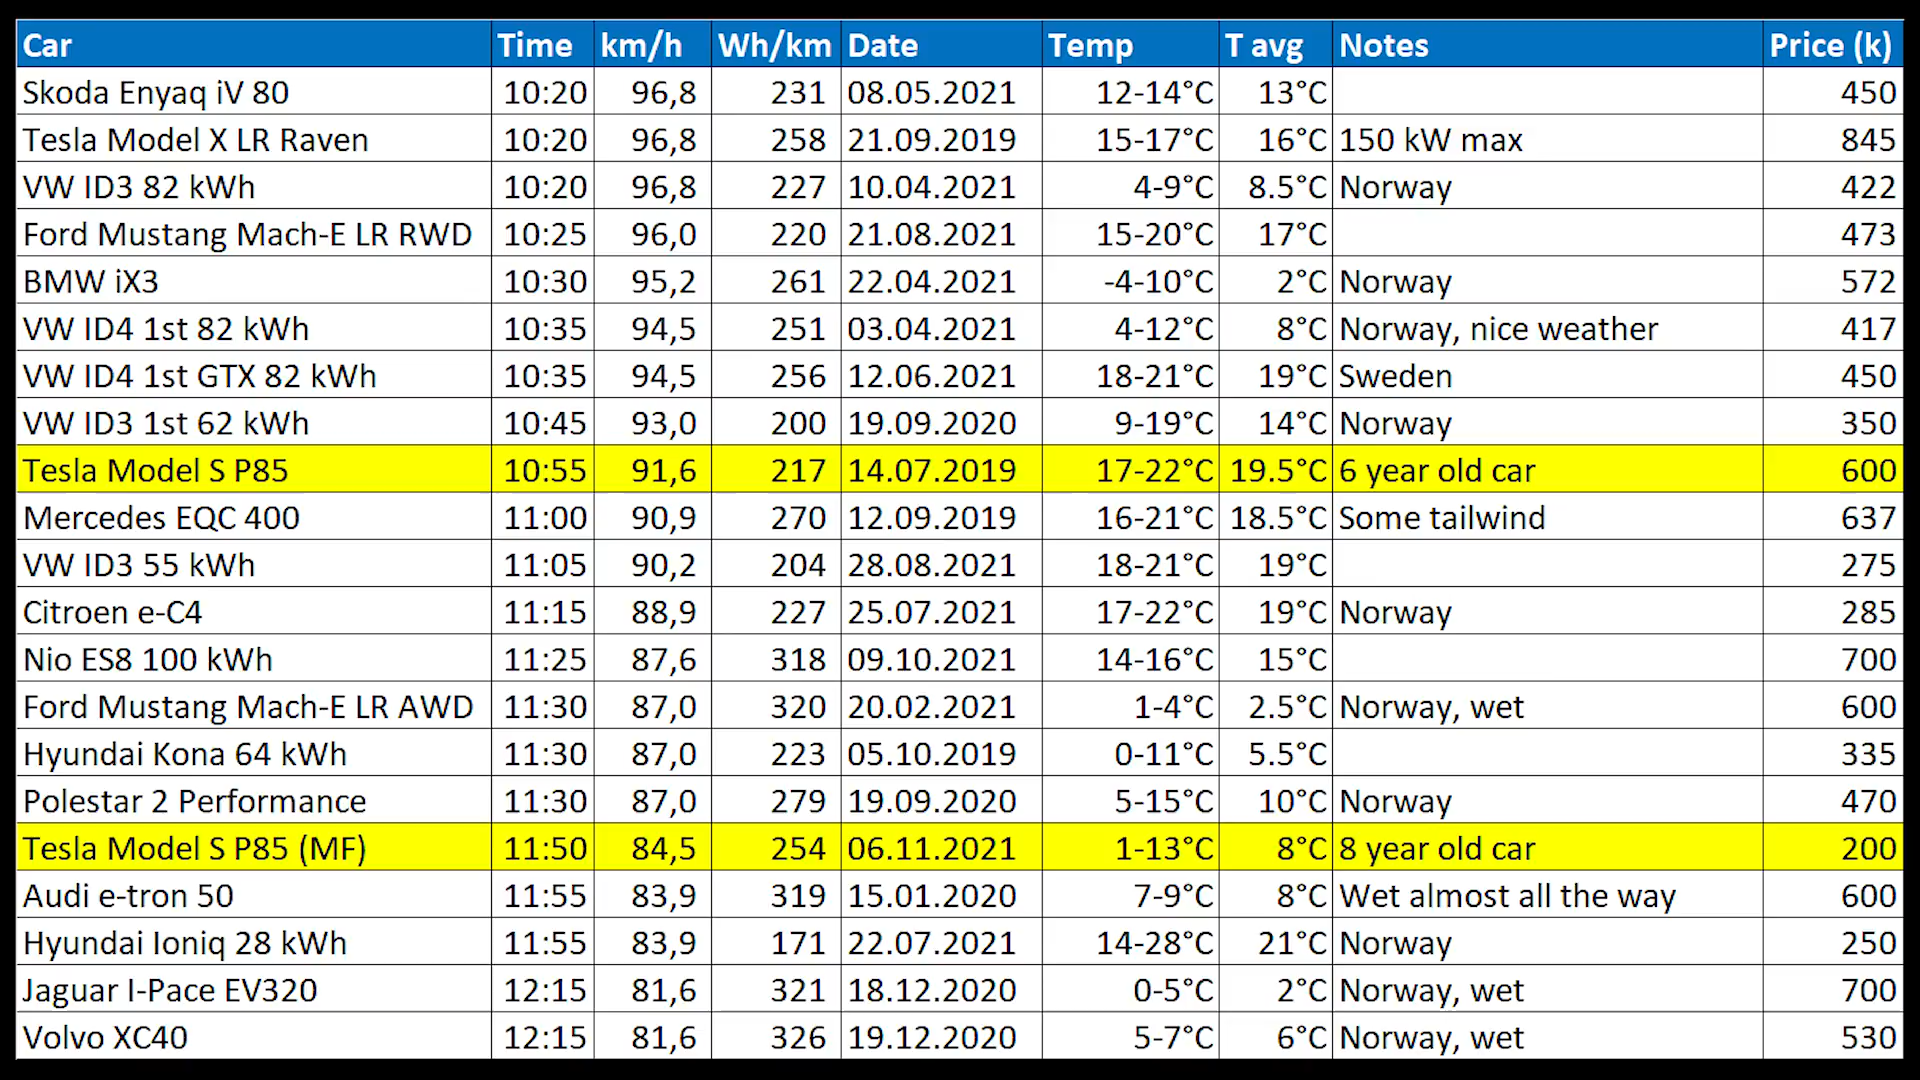 Car Time km/h Wh/km Date Temp T avg Notes Price (k)
Skoda Enyaq iV 80 10:20 96,8 231 08.05.2021 12-14°C 13°C 450
Tesla Model X LR Raven 10:20 96,8 258 21.09.2019 15-17°C 16°C 150 kW max 845
VW ID3 82 kWh 10:20 96,8 227 10.04.2021 4-9°C 8.5°C Norway 422
Ford Mustang Mach-E LR RWD 10:25 96,0 220 21.08.2021 15-20°C 17°C 473
BMW iX3 10:30 95,2 261 22.04.2021 -4-10°C 2°C Norway 572
VW ID4 1st 82 kWh 10:35 94,5 251 03.04.2021 4-12°C 8°C Norway, nice weather 417
VW ID4 1st GTX 82 kWh 10:35 94,5 256 12.06.2021 18-21°C 19°C Sweden 450
VW ID3 1st 62 kWh 10:45 93,0 200 19.09.2020 9-19°C 14°C Norway 350
Tesla Model S P85 10:55 91,6 217 14.07.2019 17-22°C 19.5°C 6 year old car 600
Mercedes EQC 400 11:00 90,9 270 12.09.2019 16-21°C 18.5°C Some tailwind 637
VW ID3 55 kWh 11:05 90,2 204 28.08.2021 18-21°C 19°C 275
Citroen e-C4 11:15 88,9 227 25.07.2021 17-22°C 19°C Norway 285
Nio ES8 100 kWh 11:25 87,6 318 09.10.2021 14-16°C 15°C 700
Ford Mustang Mach-E LR AWD 11:30 87,0 320 20.02.2021 1-4°C 2.5°C Norway, wet 600
Hyundai Kona 64 kWh 11:30 87,0 223 05.10.2019 0-11°C 5.5°C 335
Polestar 2 Performance 11:30 87,0 279 19.09.2020 5-15°C 10°C Norway 470
Tesla Model S P85 (MF) 11:50 84,5 254 06.11.2021 1-13°C 8°C 8 year old car 200
Audi e-tron 50 11:55 83,9 319 15.01.2020 7-9°C 8°C Wet almost all the way 600
Hyundai Ioniq 28 kWh 11:55 83,9 171 22.07.2021 14-28°C 21°C Norway 250
Jaguar I-Pace EV320 12:15 81,6 321 18.12.2020 0-5°C 2°C Norway, wet 700
Volvo XC40 12:15 81,6 326 19.12.2020 5-7°C 6°C Norway, wet 530